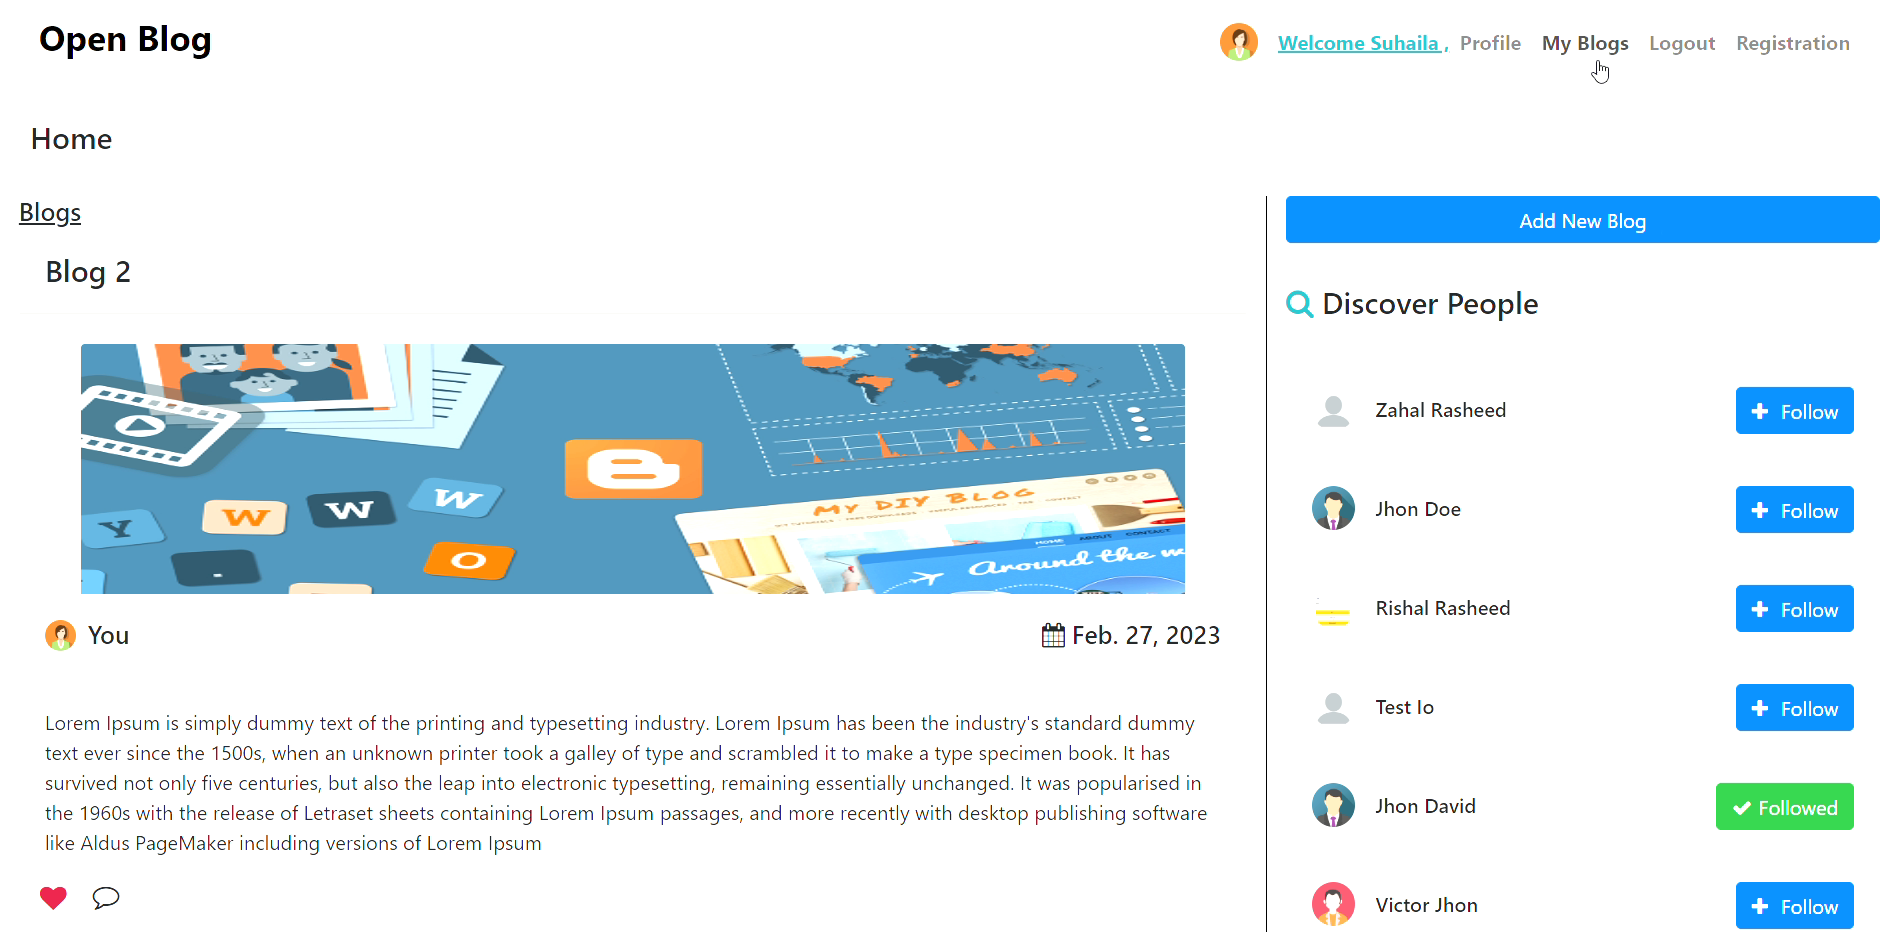 Open Blog
Welcome Suhaila , Profile My Blogs Logout Registration
Home
Blogs
Blog 2
Y
W
W
W
.
O
MY DIY BLOG
HOME ABOUT CONTACT
Around the w
You
Feb. 27, 2023
Lorem Ipsum is simply dummy text of the printing and typesetting industry. Lorem Ipsum has been the industry's standard dummy
text ever since the 1500s, when an unknown printer took a galley of type and scrambled it to make a type specimen book. It has
survived not only five centuries, but also the leap into electronic typesetting, remaining essentially unchanged. It was popularised in
the 1960s with the release of Letraset sheets containing Lorem Ipsum passages, and more recently with desktop publishing software
like Aldus PageMaker including versions of Lorem Ipsum
Add New Blog
Discover People
Zahal Rasheed
Follow
Jhon Doe
Follow
Rishal Rasheed
Follow
Test Io
Follow
Jhon David
Followed
Victor Jhon
Follow